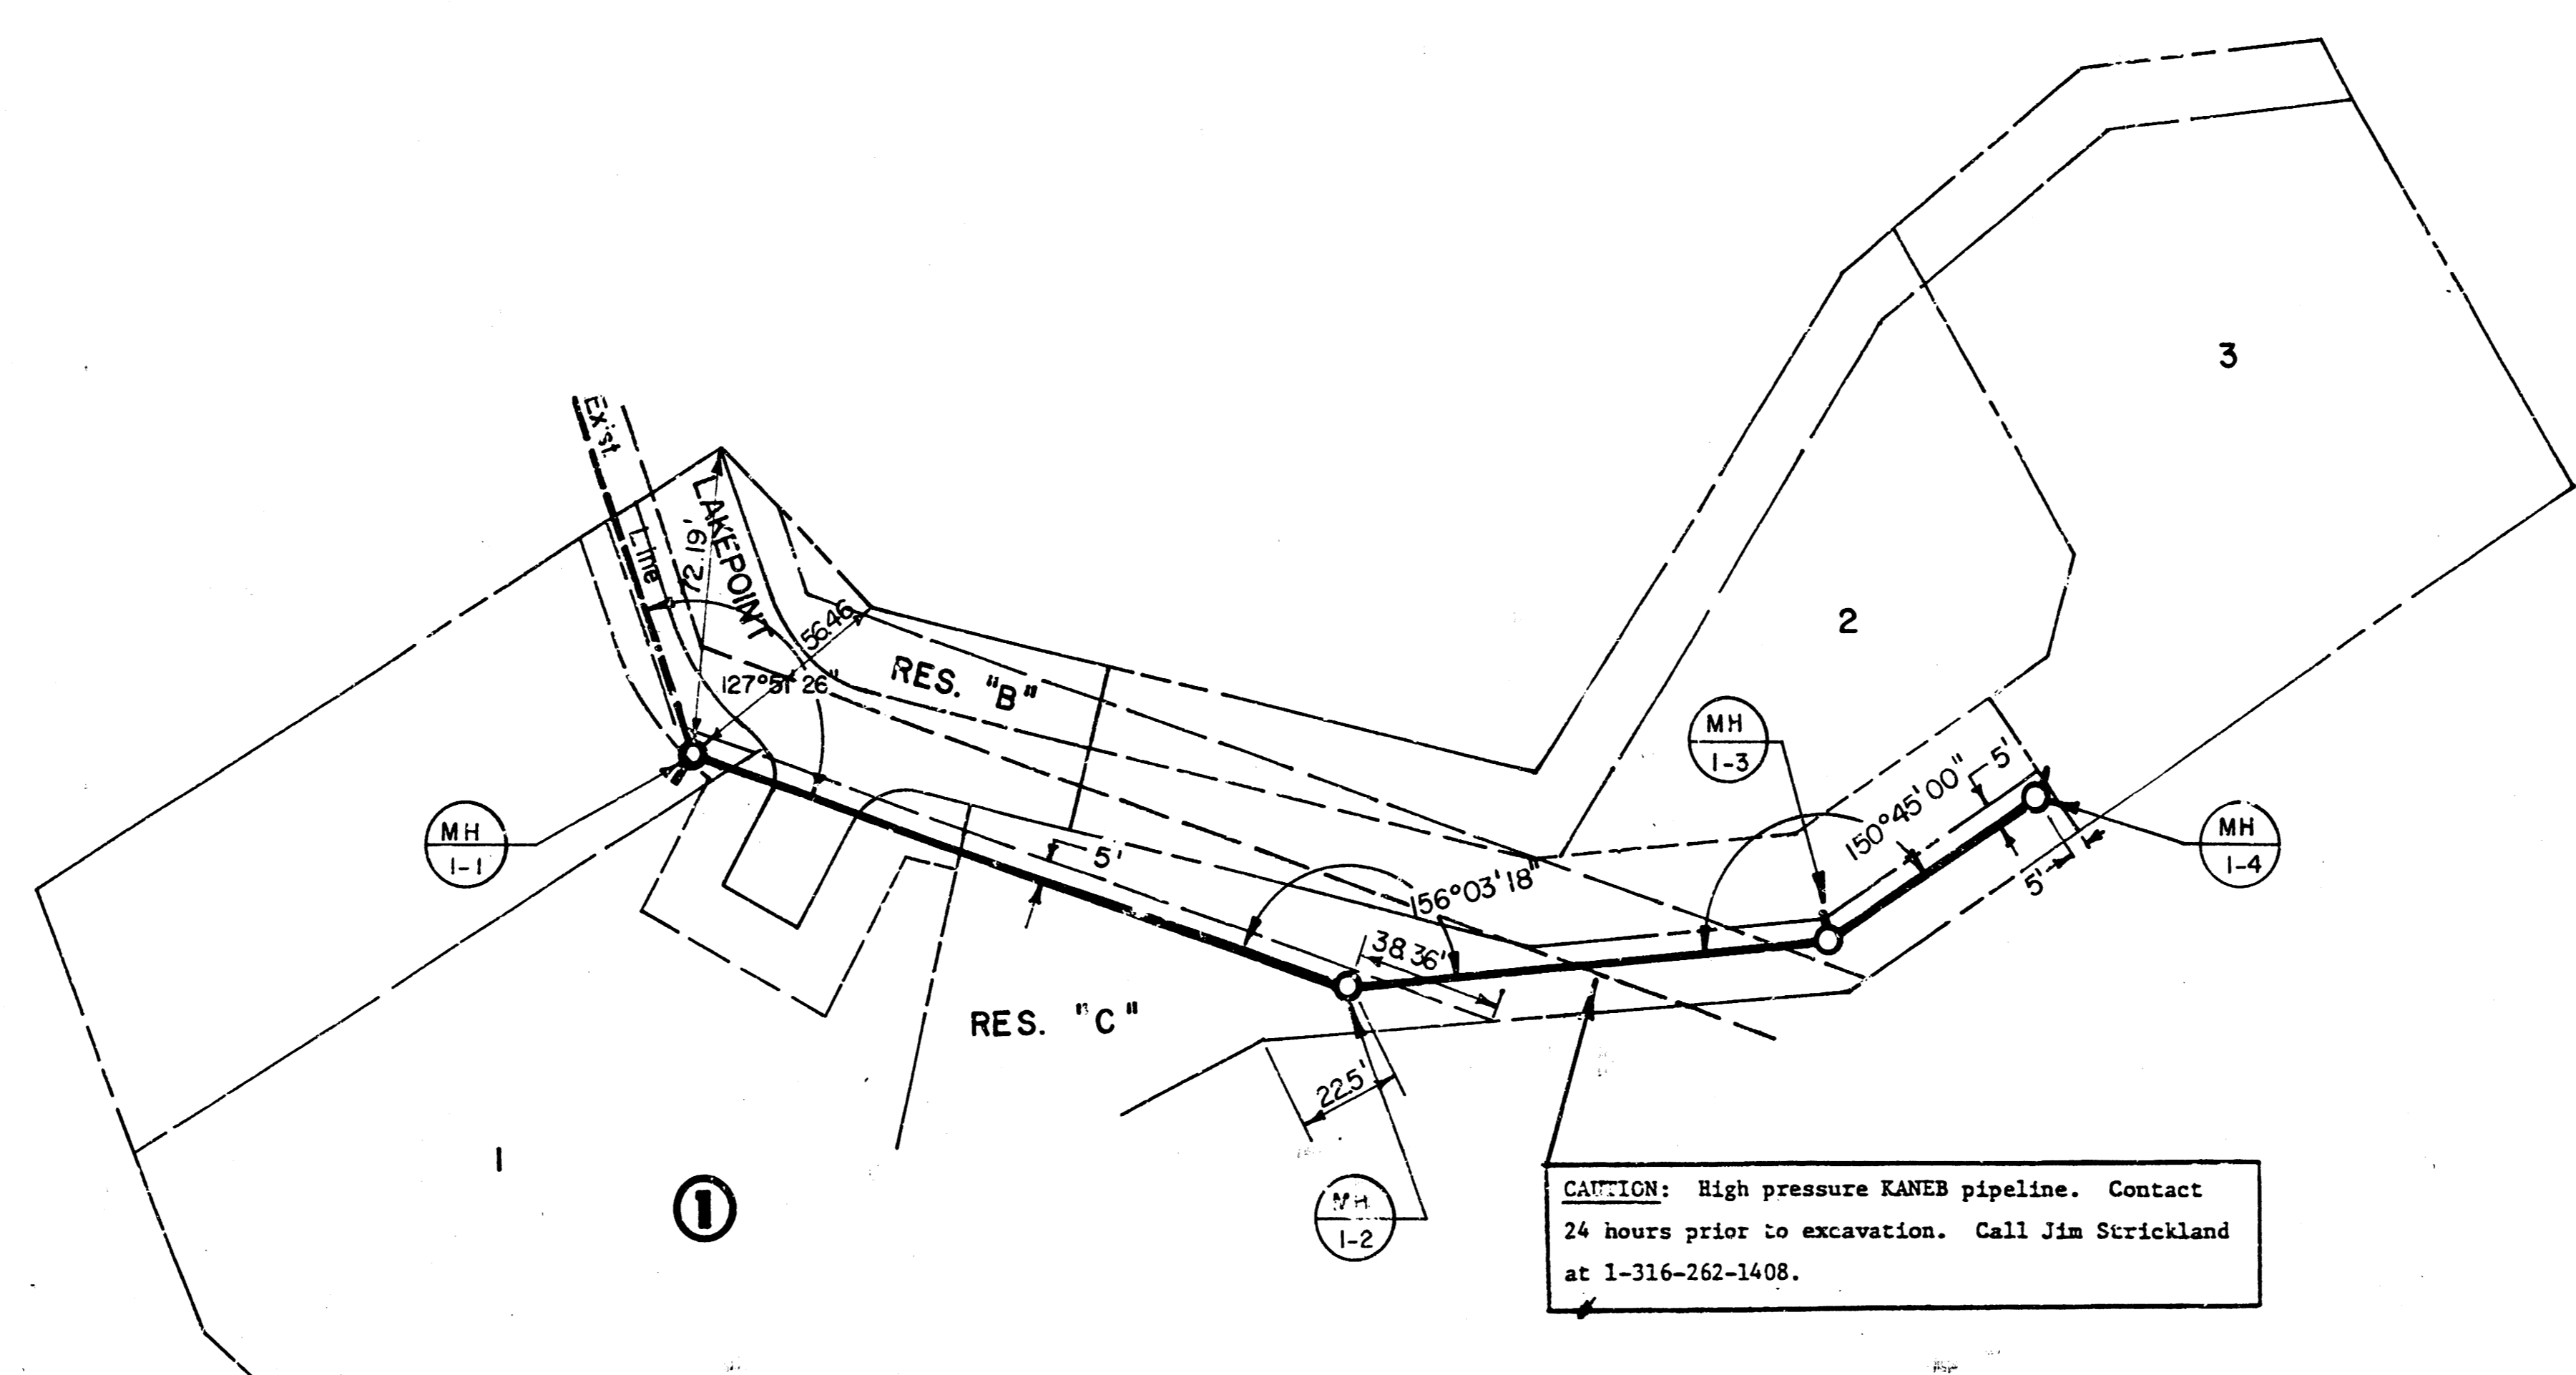 3
Exist.
Line
LAKEPOINT
72.19'
56.46
127°51'26"
RES. "B"
2
MH
1-3
150°45'00"
5'
MH
1-1
5'
156°03'18"
38.36'
MH
1-4
5'
RES. "C"
22.5'
1
1
MH
1-2
CAUTION: High pressure KANEB pipeline. Contact
24 hours prior to excavation. Call Jim Strickland
at 1-316-262-1408.